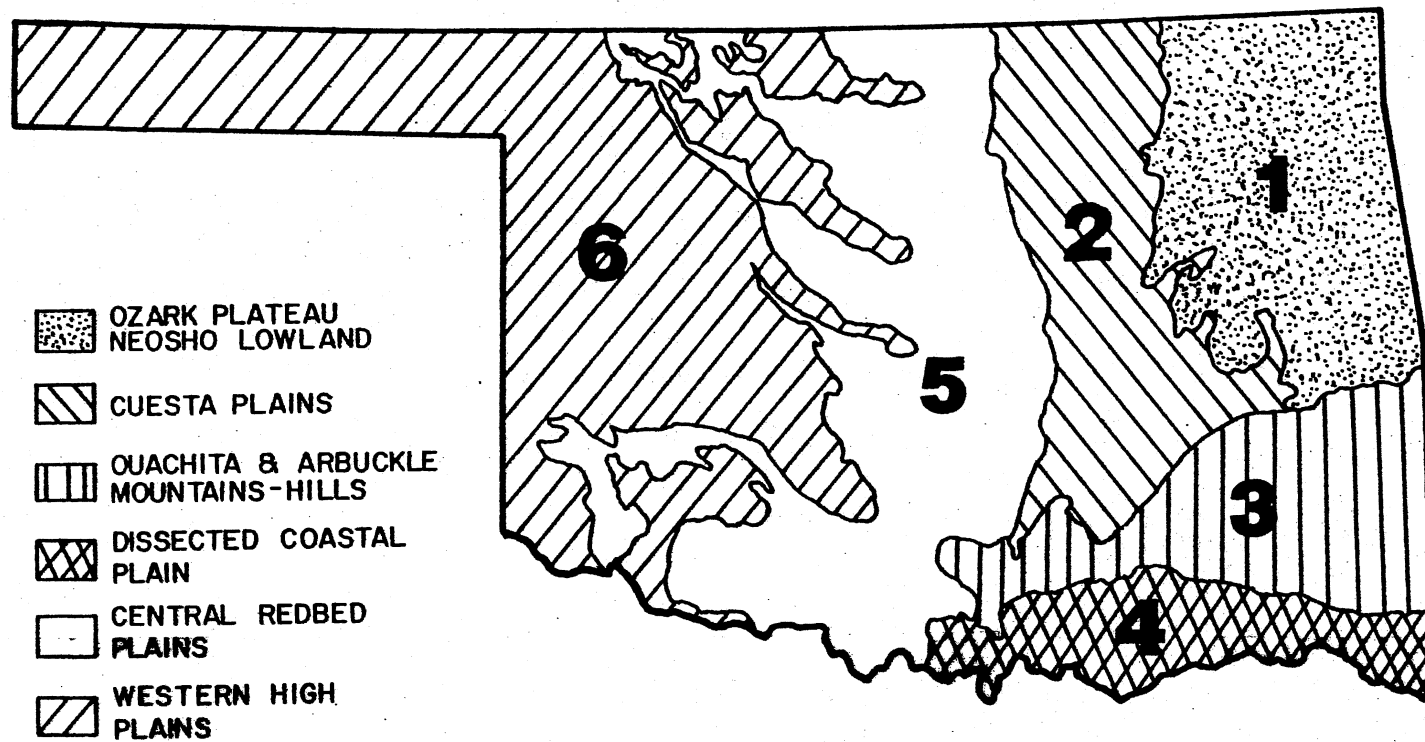 1
2
6
OZARK PLATEAU
NEOSHO LOWLAND
5
CUESTA PLAINS
OUACHITA & ARBUCKLE
MOUNTAINS-HILLS
3
DISSECTED COASTAL
PLAIN
4
CENTRAL REDBED
PLAINS
WESTERN HIGH
PLAINS